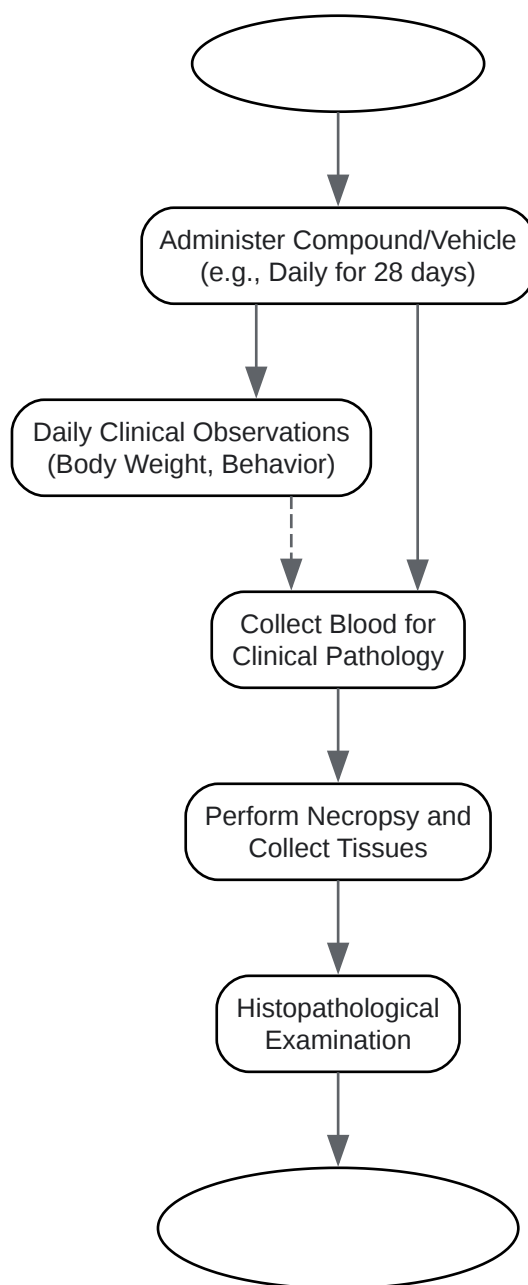 Administer Compound/Vehicle
(e.g., Daily for 28 days)
Daily Clinical Observations
(Body Weight, Behavior)
Collect Blood for
Clinical Pathology
Perform Necropsy and
Collect Tissues
Histopathological
Examination